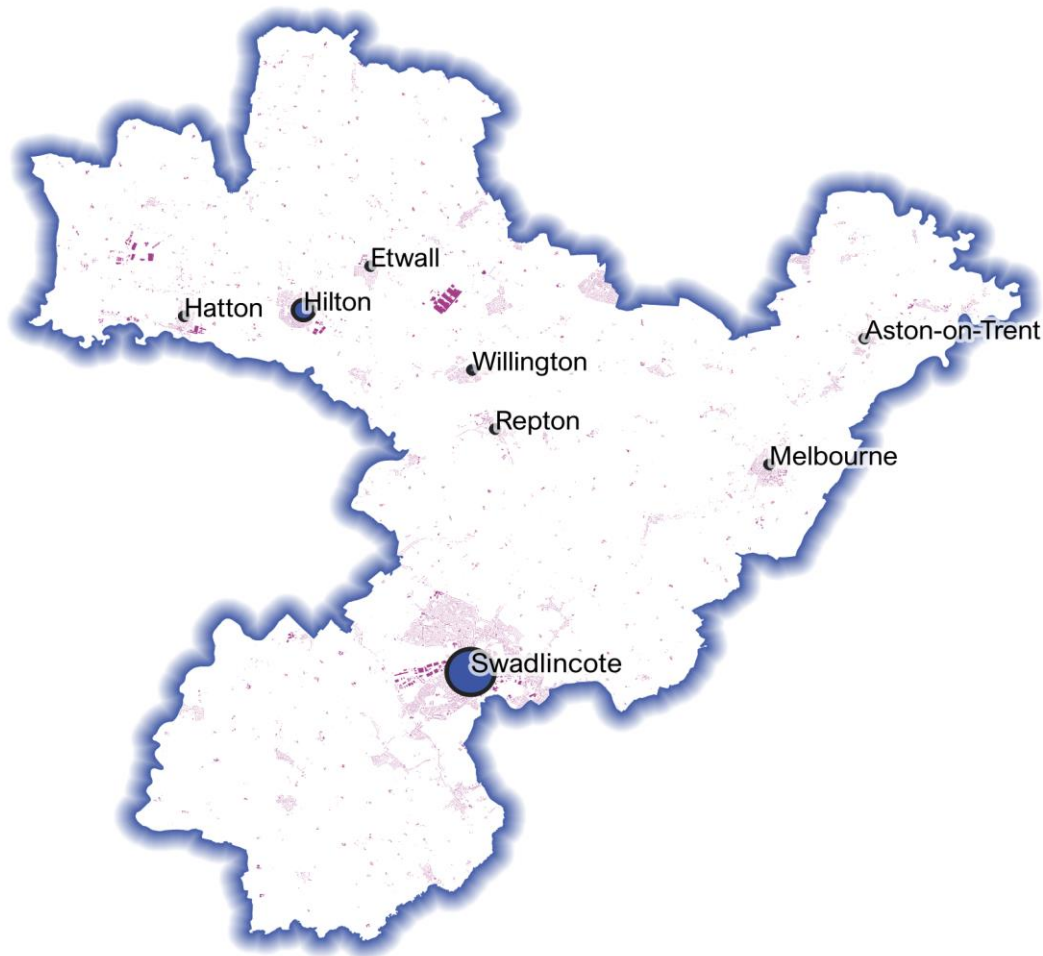 Etwall
Hatton
Hilton
Aston-on-Trent
Willington
Repton
Melbourne
Swadlincote